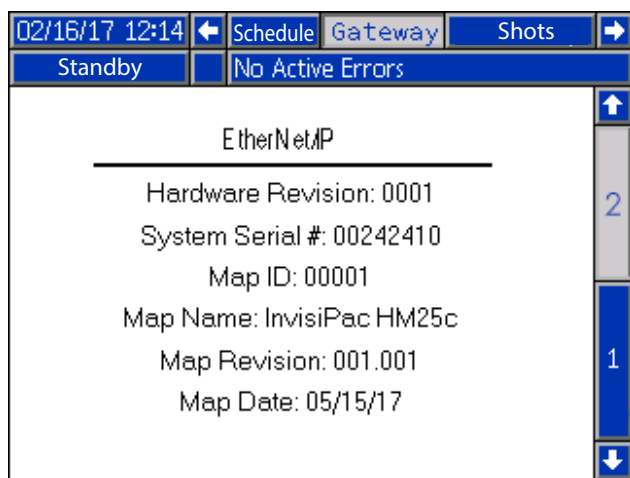 02/16/17 12:14 Schedule Gateway Shots
Standby No Active Errors
EtherNet/IP
Hardware Revision: 0001
2
System Serial #: 00242410
Map ID: 00001
Map Name: InvisiPac HM25c
Map Revision: 001.001
1
Map Date: 05/15/17